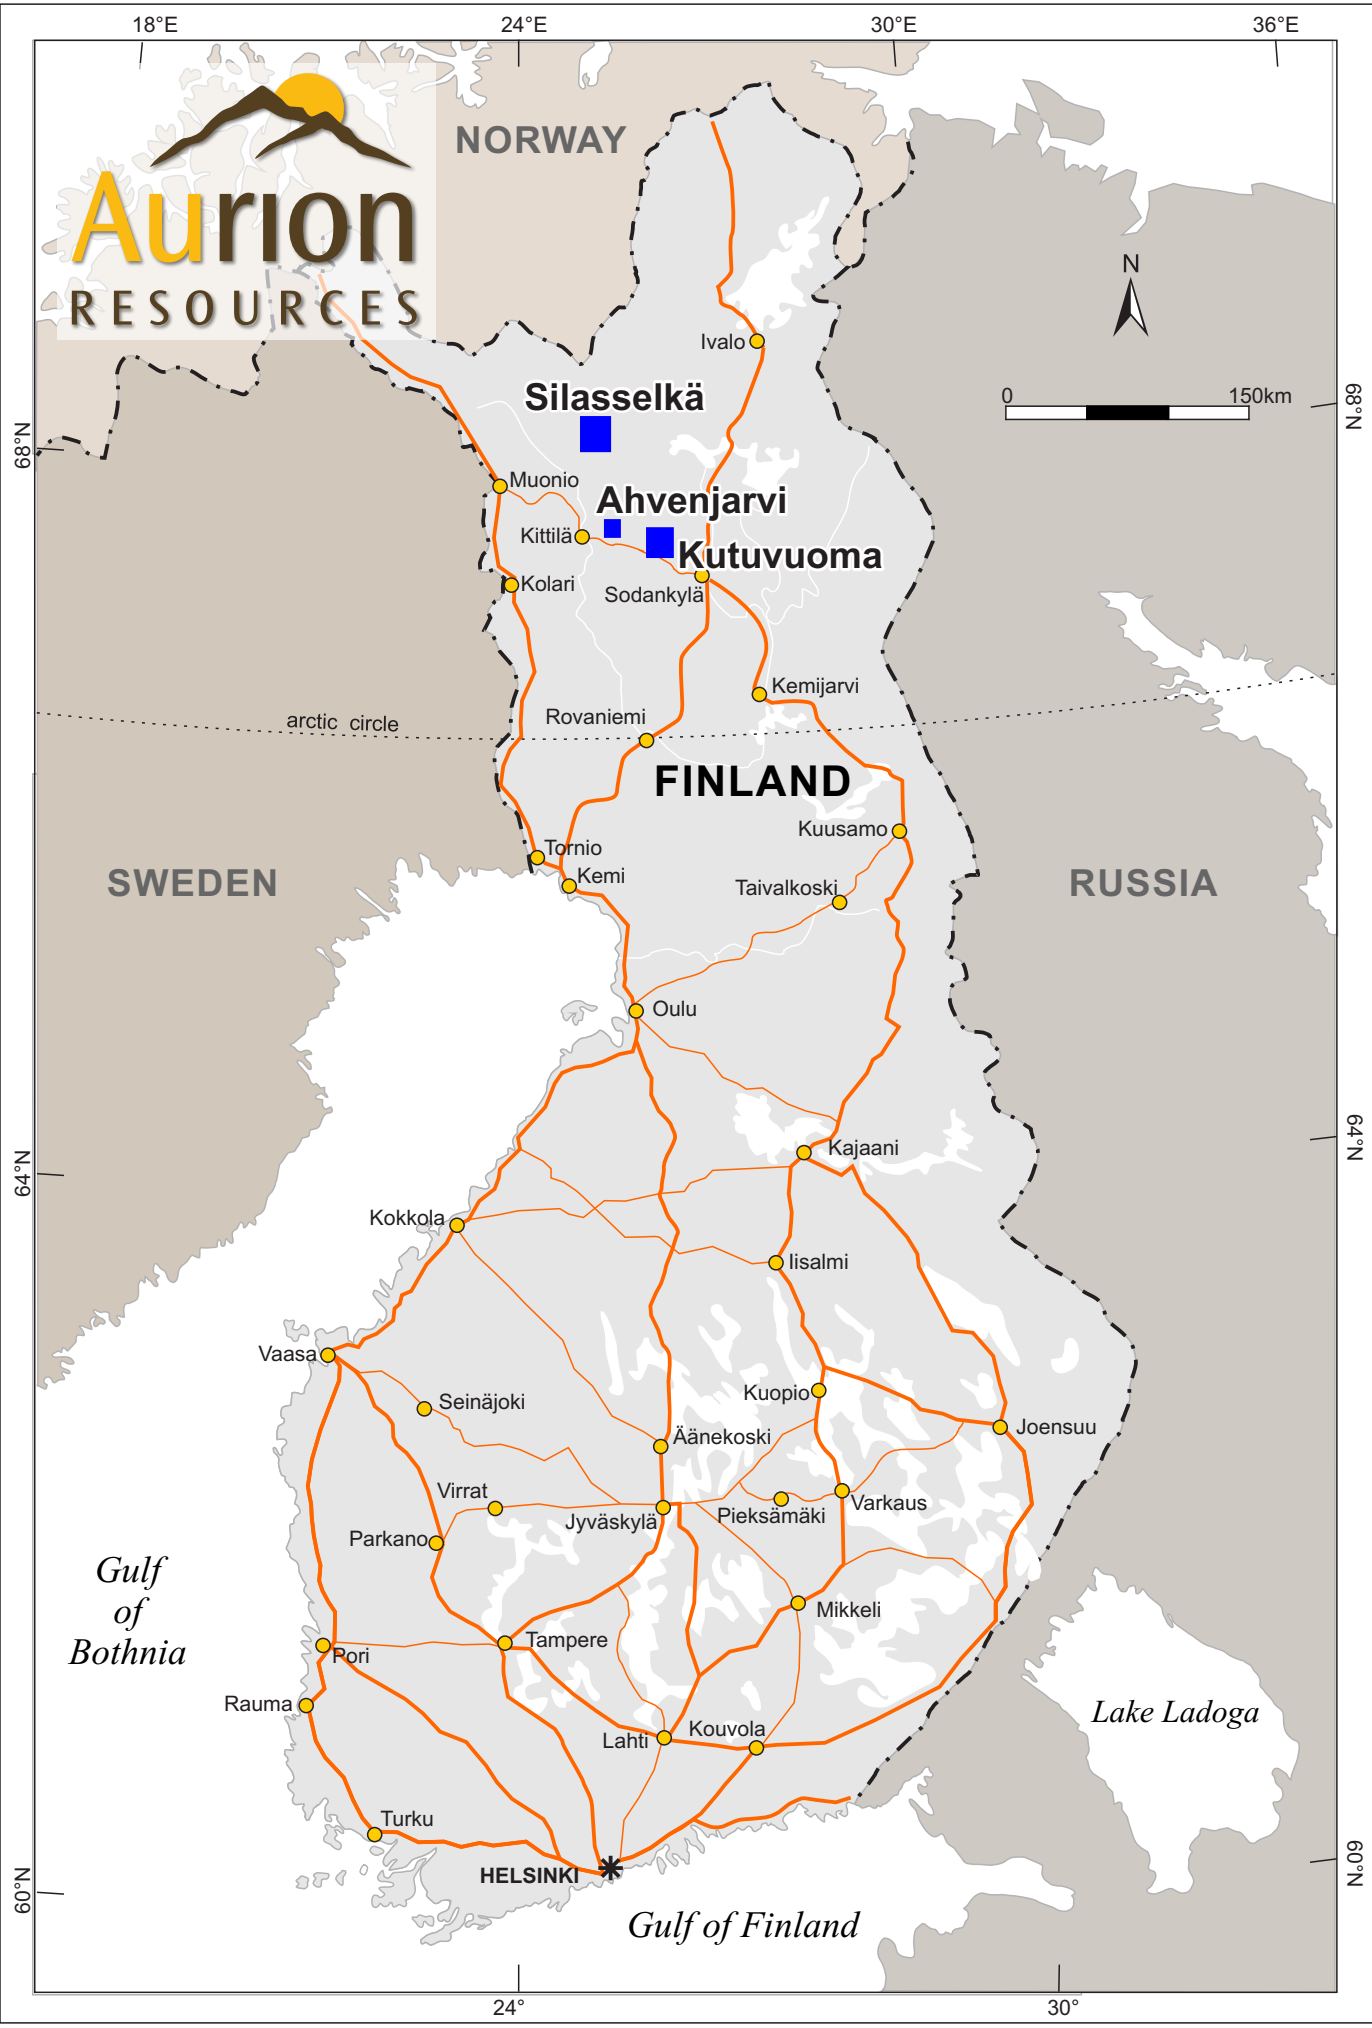 18°E
24°E
30°E
36°E
NORWAY
Aurion
RESOURCES
N
0
150km
68°N
68°N
Ivalo
Silasselkä
Muonio
Ahvenjarvi
Kittilä
Kutuvuoma
Kolari
Sodankylä
Kemijarvi
Rovaniemi
arctic circle
FINLAND
Kuusamo
Tornio
Kemi
Taivalkoski
SWEDEN
RUSSIA
Oulu
64°N
64°N
Kajaani
Kokkola
Iisalmi
Vaasa
Kuopio
Seinäjoki
Joensuu
Äänekoski
Virrat
Varkaus
Pieksämäki
Jyväskylä
Parkano
Gulf
of
Bothnia
Mikkeli
Tampere
Pori
Rauma
Lake Ladoga
Kouvola
Lahti
Turku
HELSINKI
60°N
60°N
Gulf of Finland
24°
30°